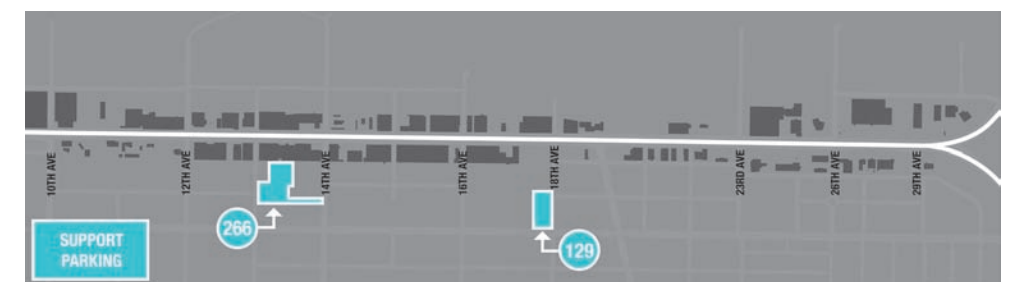 10TH AVE
12TH AVE
14TH AVE
16TH AVE
18TH AVE
23RD AVE
26TH AVE
29TH AVE
266
129
SUPPORT
PARKING